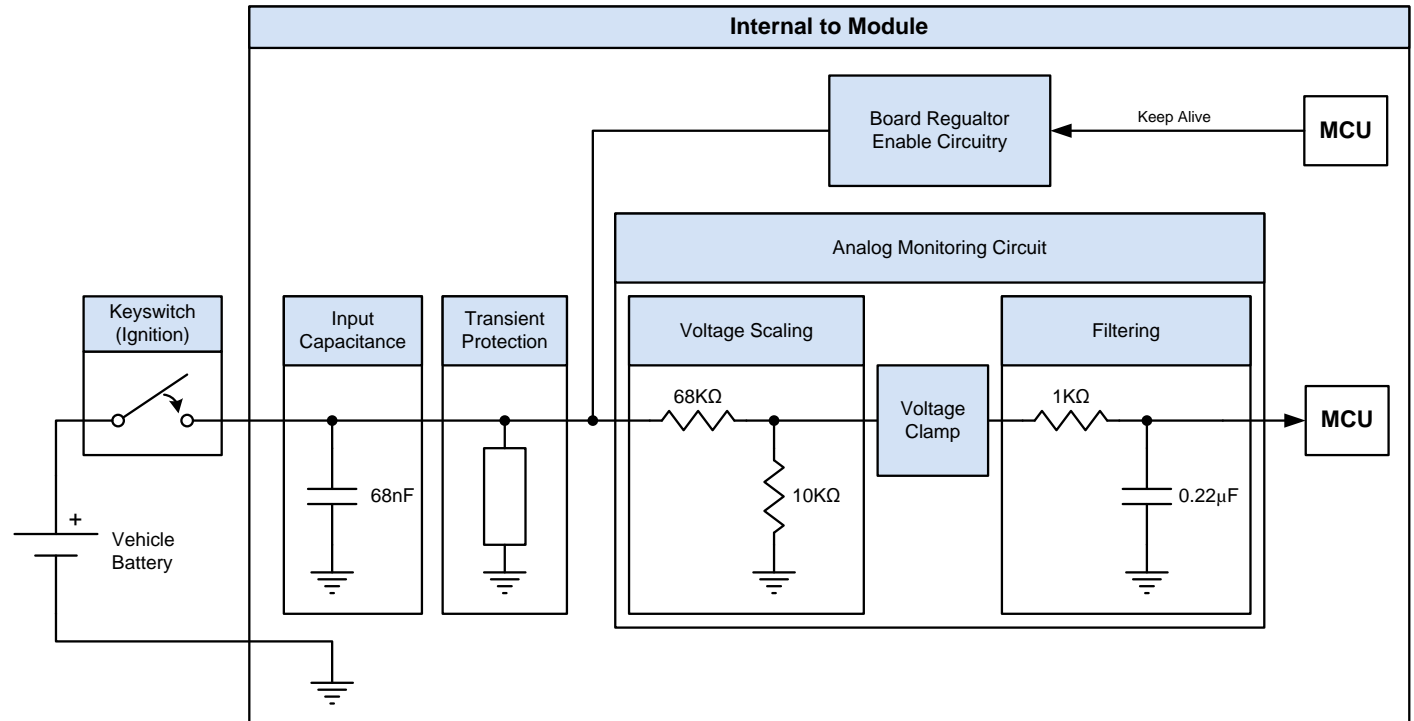 Internal to Module
Board Regualtor
Enable Circuitry
Keep Alive
MCU
Analog Monitoring Circuit
Keyswitch
(Ignition)
Input
Capacitance
Transient
Protection
Voltage Scaling
Filtering
68KΩ
Voltage
Clamp
1KΩ
MCU
68nF
10KΩ
0.22µF
+
Vehicle
Battery